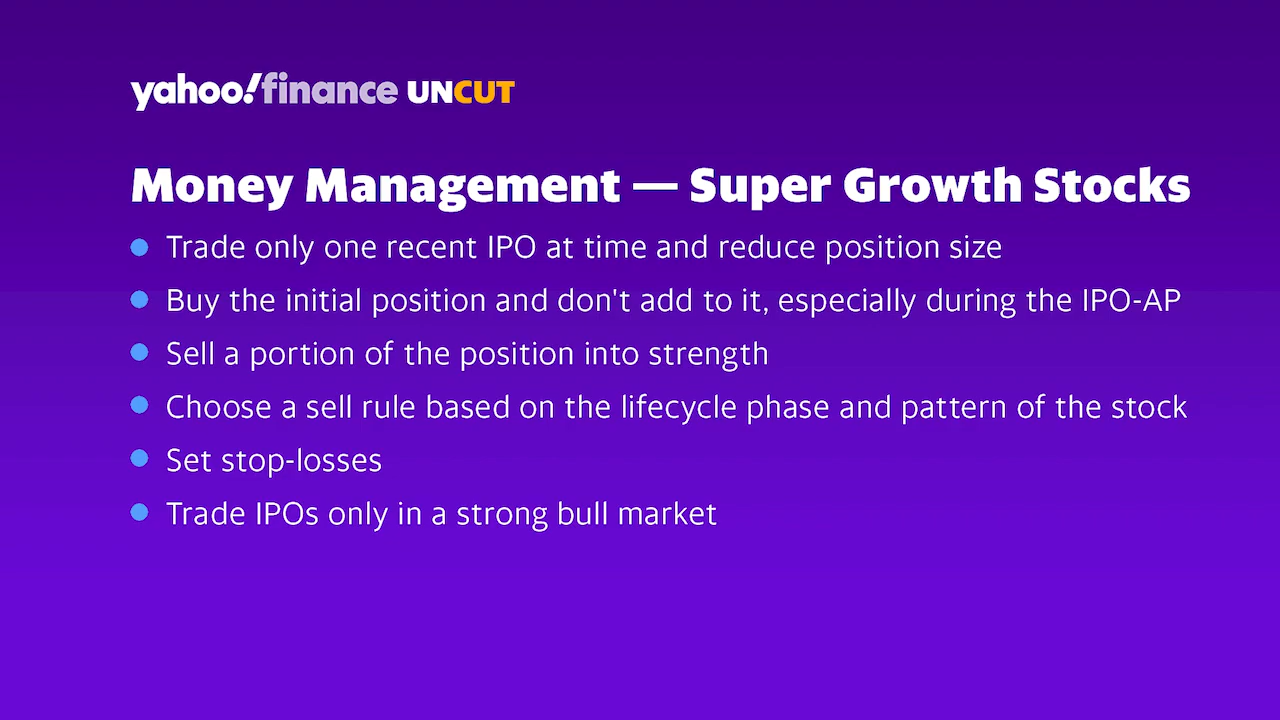 yahoo!finance UNCUT
Money Management — Super Growth Stocks
Trade only one recent IPO at time and reduce position size
Buy the initial position and don't add to it, especially during the IPO-AP
Sell a portion of the position into strength
Choose a sell rule based on the lifecycle phase and pattern of the stock
Set stop-losses
Trade IPOs only in a strong bull market